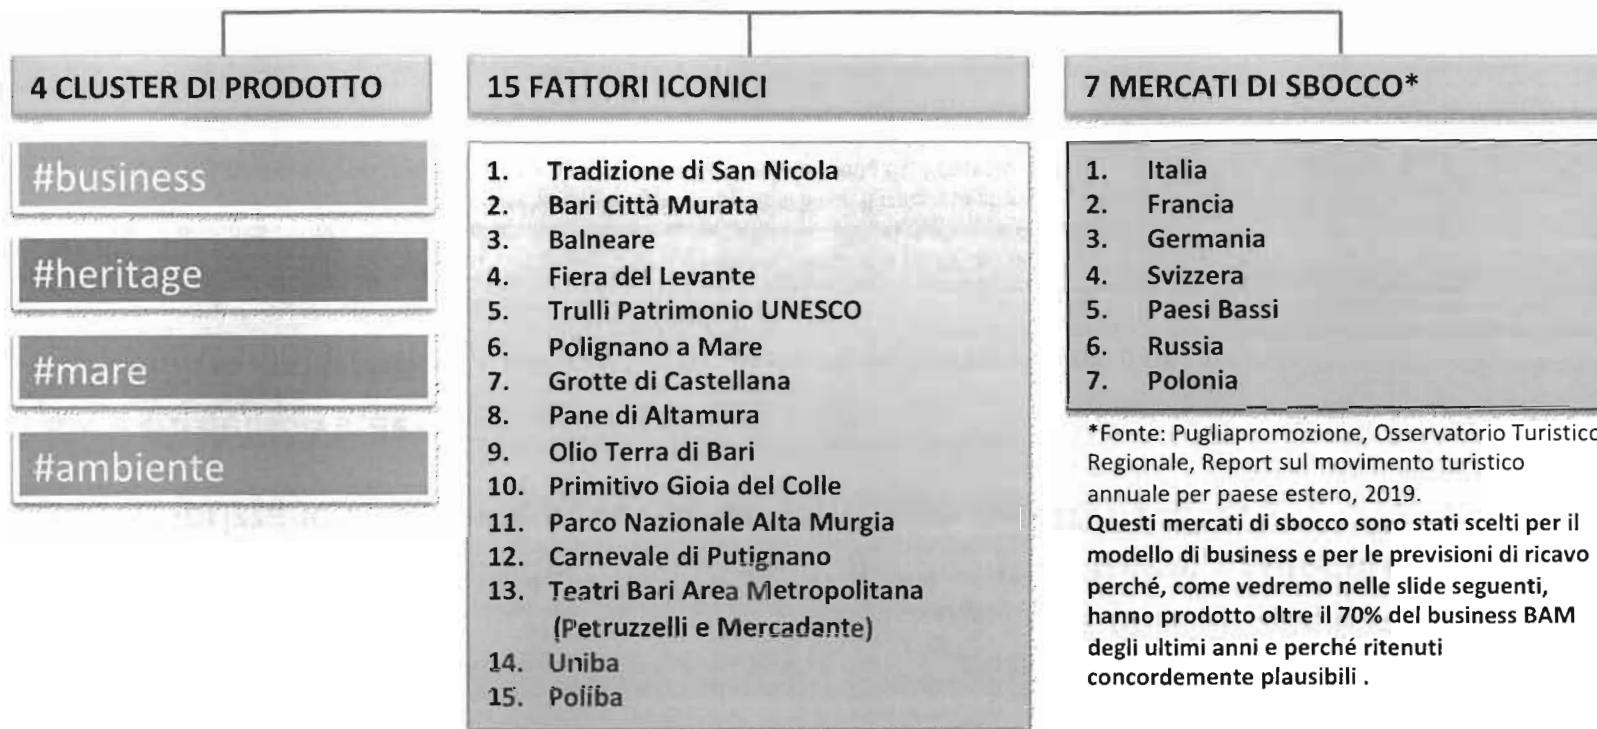 4 CLUSTER DI PRODOTTO
#business
#heritage
#mare
#ambiente
15 FATTORI ICONICI
1. Tradizione di San Nicola
2. Bari Città Murata
3. Balneare
4. Fiera del Levante
5. Trulli Patrimonio UNESCO
6. Polignano a Mare
7. Grotte di Castellana
8. Pane di Altamura
9. Olio Terra di Bari
10. Primitivo Gioia del Colle
11. Parco Nazionale Alta Murgia
12. Carnevale di Putignano
13. Teatri Bari Area Metropolitana
(Petruzzelli e Mercadante)
14. Uniba
15. Poliba
7 MERCATI DI SBOCCO*
1. Italia
2. Francia
3. Germania
4. Svizzera
5. Paesi Bassi
6. Russia
7. Polonia
*Fonte: Pugliapromozione, Osservatorio Turistico
Regionale, Report sul movimento turistico
annuale per paese estero, 2019.
Questi mercati di sbocco sono stati scelti per il
modello di business e per le previsioni di ricavo
perché, come vedremo nelle slide seguenti,
hanno prodotto oltre il 70% del business BAM
degli ultimi anni e perché ritenuti
concordemente plausibili .